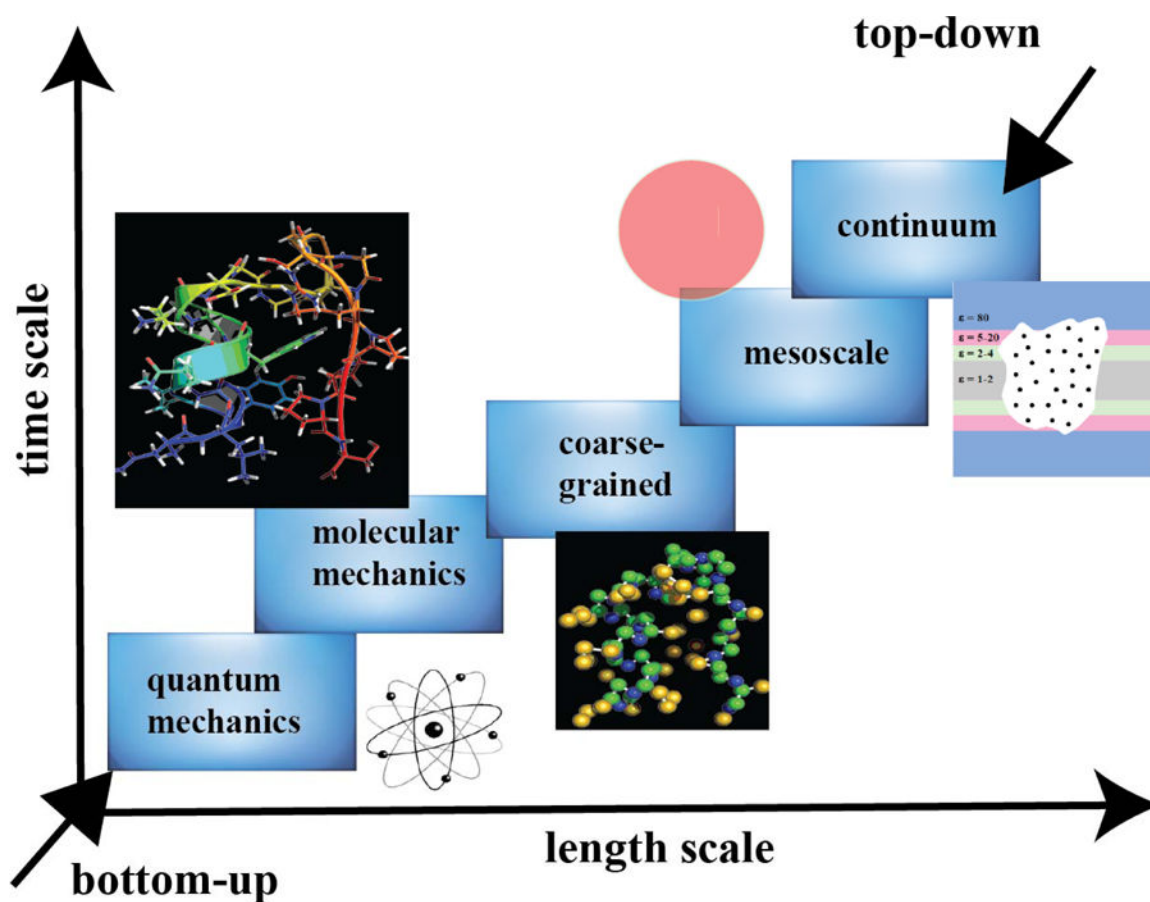 top-down
time scale
continuum
ε = 80
ε = 5-20
ε = 2-4
ε = 1-2
mesoscale
coarse-
grained
molecular
mechanics
quantum
mechanics
length scale
bottom-up